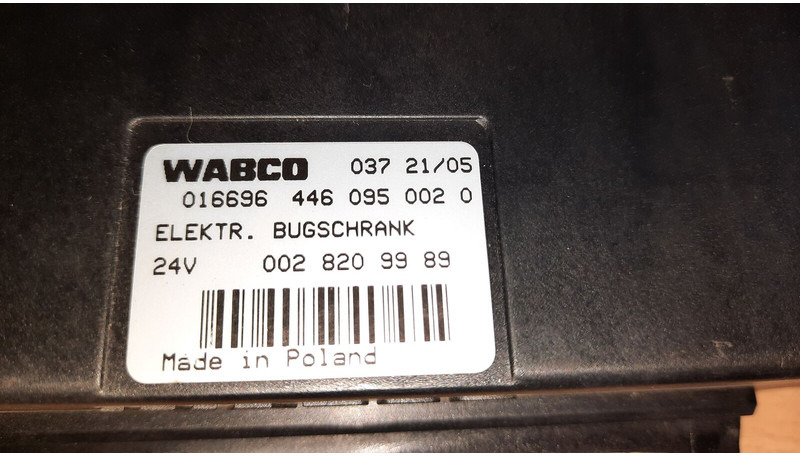 WABCO 037 21/05
016696 446 095 002 0
ELEKTR. BUGSCHRANK
24V 002 820 99 89
Made in Poland